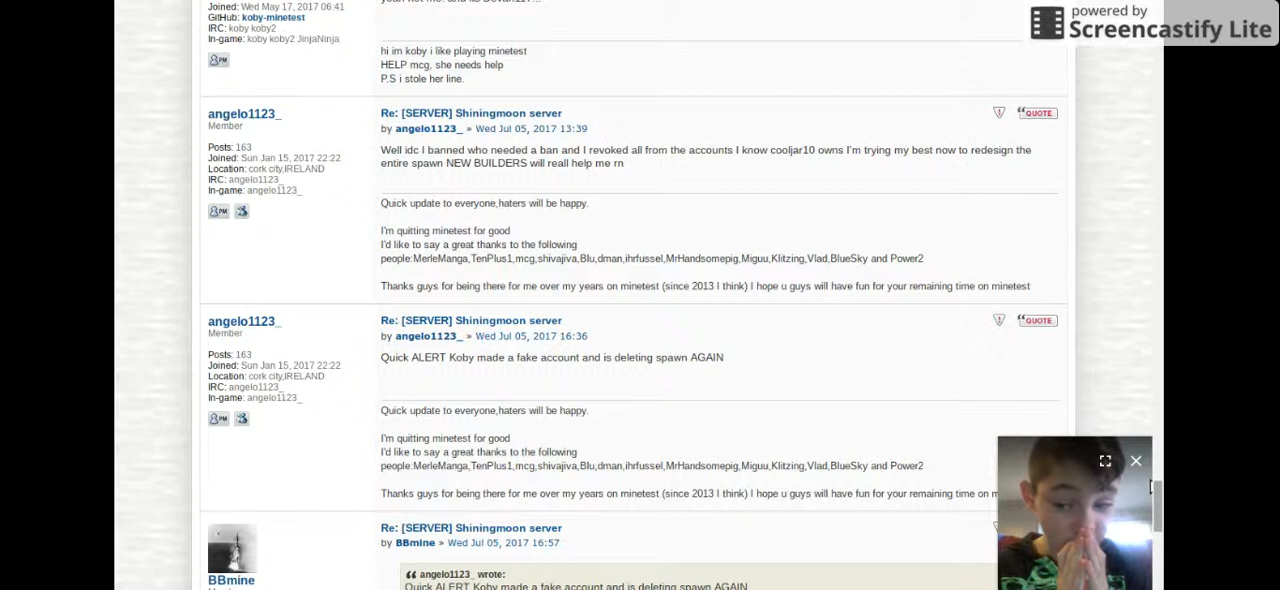 Joined: Wed May 17, 2017 06:41
GitHub: koby-minetest
IRC: koby koby2
In-game: koby koby2 JinjaNinja
PM
hi im koby i like playing minetest
HELP mcg, she needs help
P.S i stole her line.
powered by
Screencastify Lite
angelo1123_
Member
Posts: 163
Joined: Sun Jan 15, 2017 22:22
Location: cork city,IRELAND
IRC: angelo1123_
In-game: angelo1123_
PM
Re: [SERVER] Shiningmoon server
QUOTE
by angelo1123_ » Wed Jul 05, 2017 13:39
Well idc I banned who needed a ban and I revoked all from the accounts I know cooljar10 owns I'm trying my best now to redesign the
entire spawn NEW BUILDERS will reall help me rn
Quick update to everyone,haters will be happy.
I'm quitting minetest for good
I'd like to say a great thanks to the following
people:MerleManga,TenPlus1,mcg,shivajiva,Blu,dman,ihrfussel,MrHandsomepig,Miguu,Klitzing,Vlad,BlueSky and Power2
Thanks guys for being there for me over my years on minetest (since 2013 I think) I hope u guys will have fun for your remaining time on minetest
angelo1123_
Member
Posts: 163
Joined: Sun Jan 15, 2017 22:22
Location: cork city,IRELAND
IRC: angelo1123_
In-game: angelo1123_
PM
Re: [SERVER] Shiningmoon server
QUOTE
by angelo1123_ » Wed Jul 05, 2017 16:36
Quick ALERT Koby made a fake account and is deleting spawn AGAIN
Quick update to everyone,haters will be happy.
I'm quitting minetest for good
I'd like to say a great thanks to the following
people:MerleManga,TenPlus1,mcg,shivajiva,Blu,dman,ihrfussel,MrHandsomepig,Miguu,Klitzing,Vlad,BlueSky and Power2
Thanks guys for being there for me over my years on minetest (since 2013 I think) I hope u guys will have fun for your remaining time on
BBmine
Re: [SERVER] Shiningmoon server
by BBmine » Wed Jul 05, 2017 16:57
angelo1123_ wrote:
Quick ALERT Koby made a fake account and is deleting spawn AGAIN